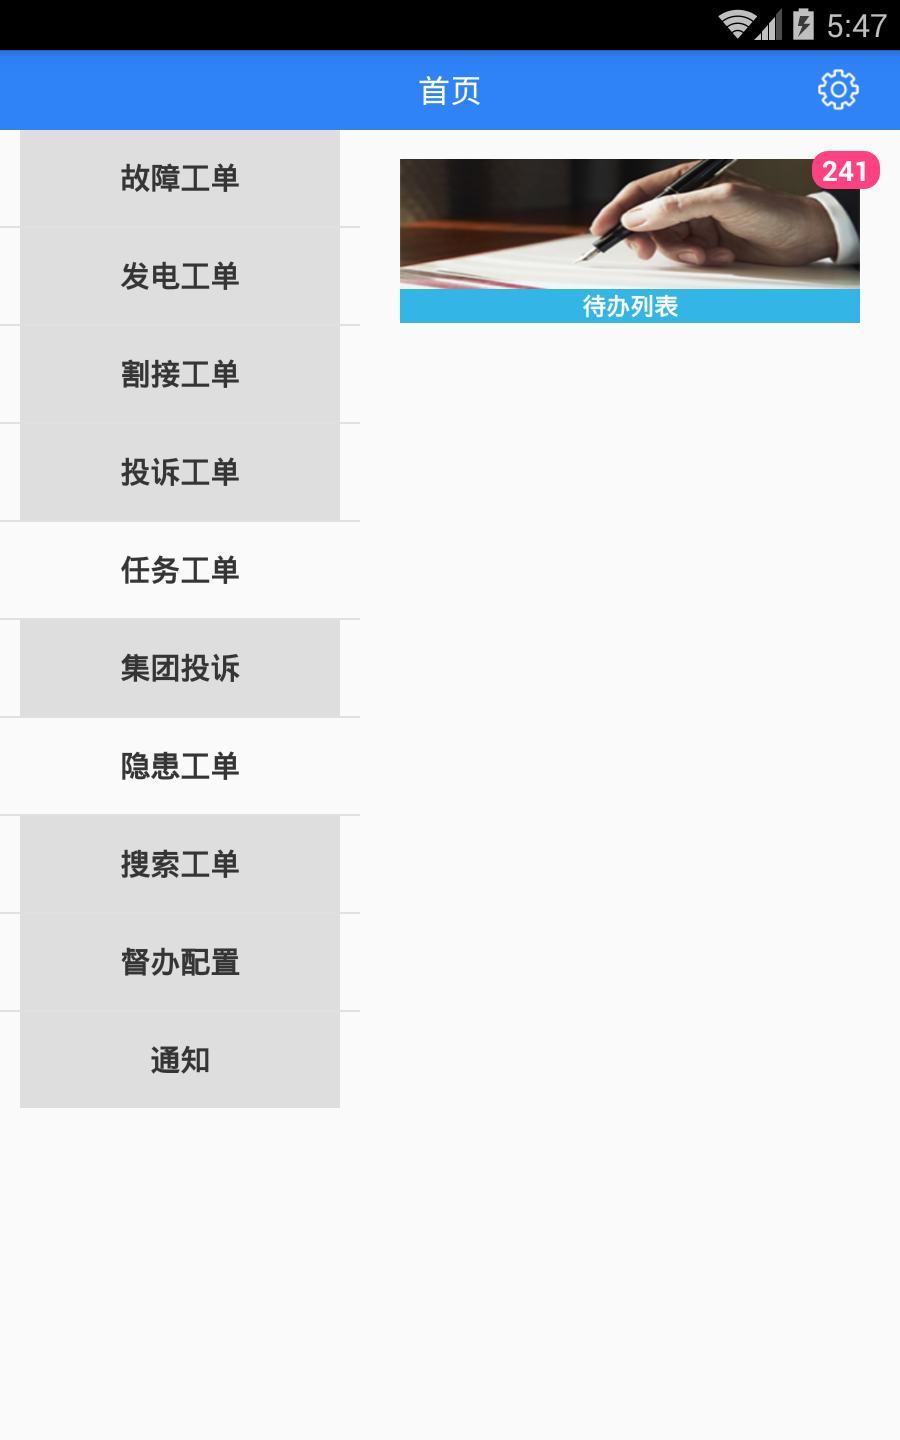 5:47
首页
故障工单
发电工单
割接工单
投诉工单
任务工单
集团投诉
隐患工单
搜索工单
督办配置
通知
241
待办列表